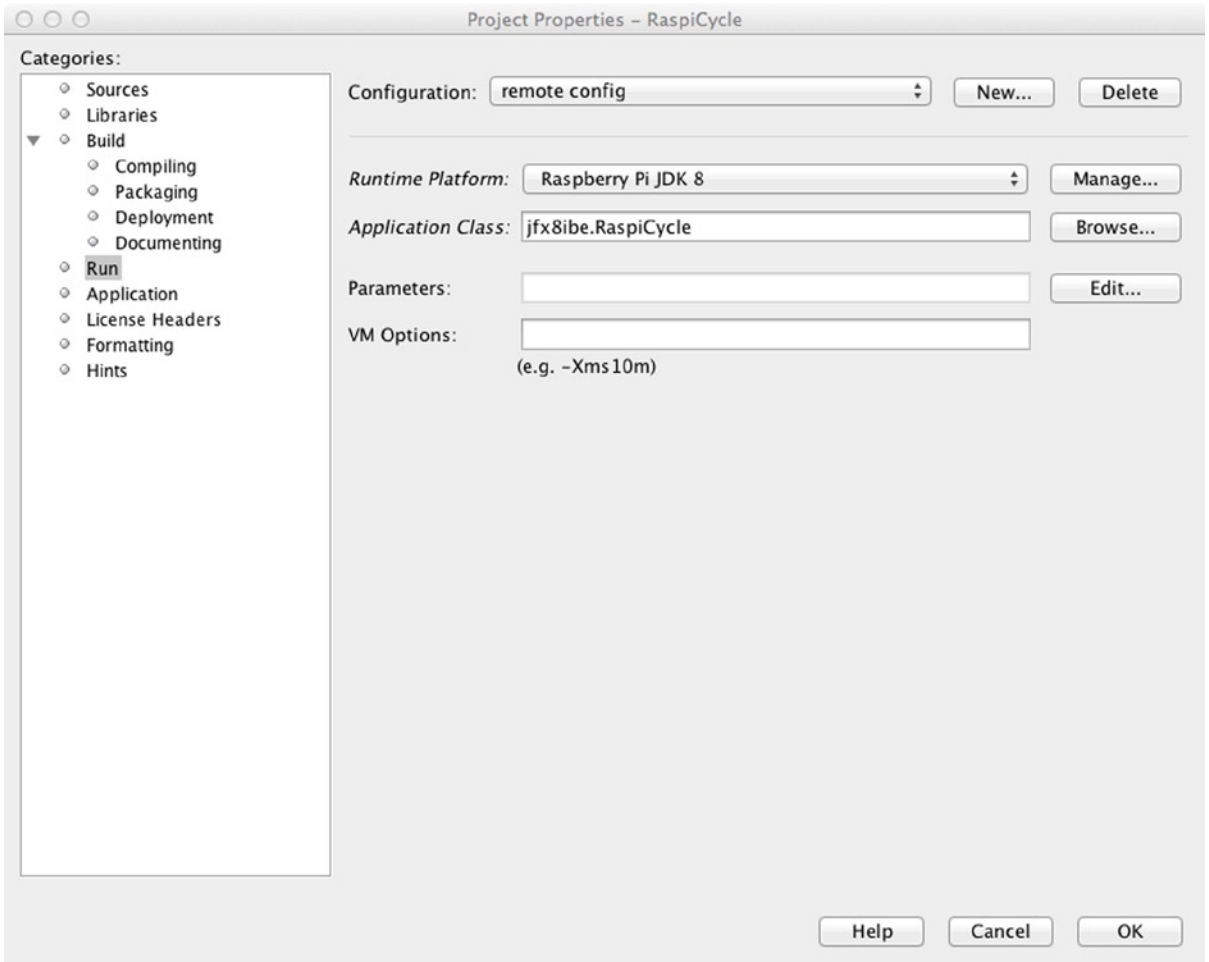 Project Properties – RaspiCycle
Categories:
Sources
Libraries
Build
Compiling
Packaging
Deployment
Documenting
Run
Application
License Headers
Formatting
Hints
Configuration: remote config New... Delete
Runtime Platform: Raspberry Pi JDK 8 Manage...
Application Class: jfx8ibe.RaspiCycle Browse...
Parameters: Edit...
VM Options:
(e.g. -Xms10m)
Help Cancel OK